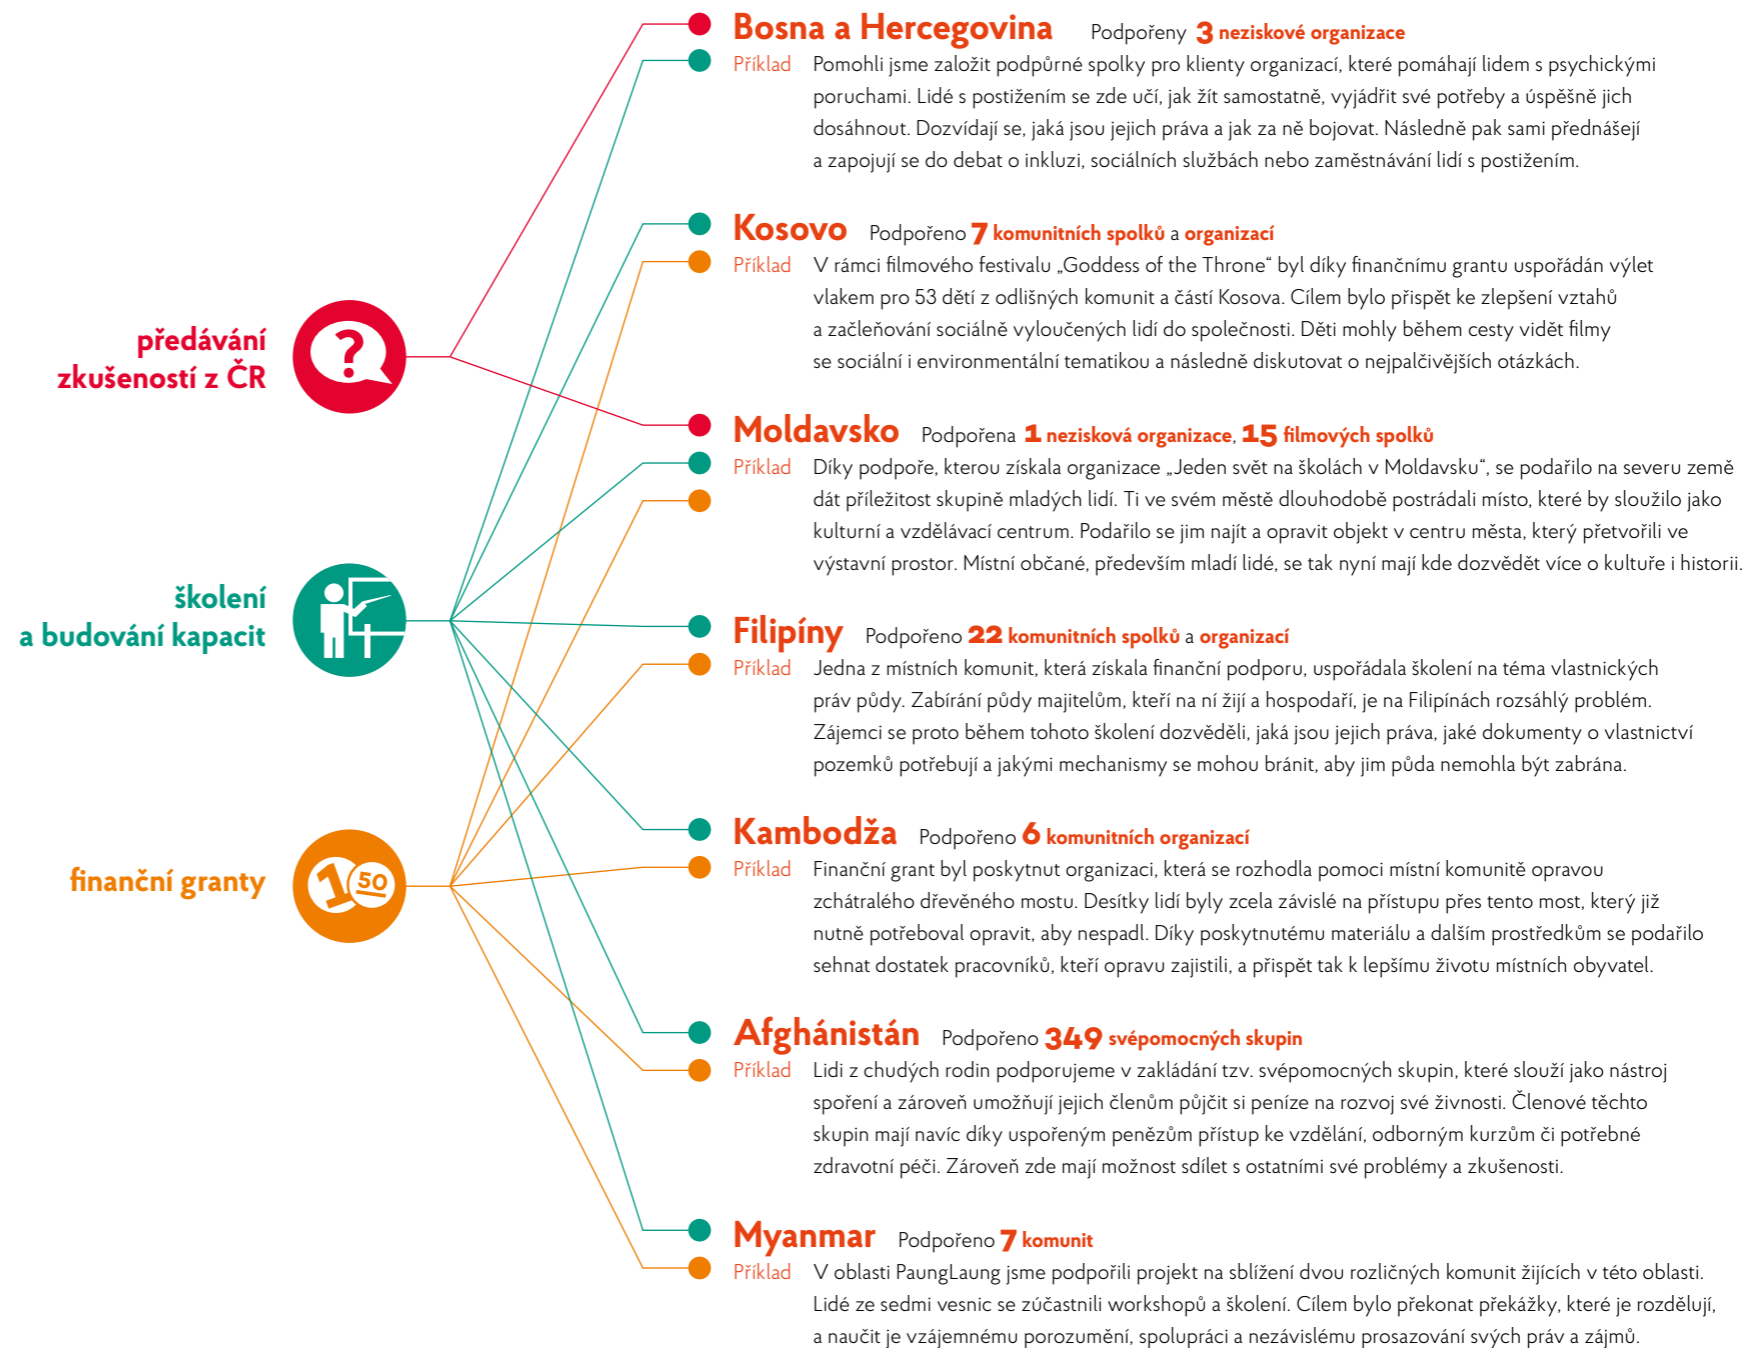 předávání
zkušeností z ČR
?
školení
a budování kapacit
finanční granty
1 50
Bosna a Hercegovina Podpořeny 3 neziskové organizace
Příklad Pomohli jsme založit podpůrné spolky pro klienty organizací, které pomáhají lidem s psychickými
poruchami. Lidé s postižením se zde učí, jak žít samostatně, vyjádřit své potřeby a úspěšně jich
dosáhnout. Dozvídají se, jaká jsou jejich práva a jak za ně bojovat. Následně pak sami přednášejí
a zapojují se do debat o inkluzi, sociálních službách nebo zaměstnávání lidí s postižením.
Kosovo Podpořeno 7 komunitních spolků a organizací
Příklad V rámci filmového festivalu „Goddess of the Throne“ byl díky finančnímu grantu uspořádán výlet
vlakem pro 53 dětí z odlišných komunit a částí Kosova. Cílem bylo přispět ke zlepšení vztahů
a začleňování sociálně vyloučených lidí do společnosti. Děti mohly během cesty vidět filmy
se sociální i environmentální tematikou a následně diskutovat o nejpalčivějších otázkách.
Moldavsko Podpořena 1 nezisková organizace, 15 filmových spolků
Příklad Díky podpoře, kterou získala organizace „Jeden svět na školách v Moldavsku“, se podařilo na severu země
dát příležitost skupině mladých lidí. Ti ve svém městě dlouhodobě postrádali místo, které by sloužilo jako
kulturní a vzdělávací centrum. Podařilo se jim najít a opravit objekt v centru města, který přetvořili ve
výstavní prostor. Místní občané, především mladí lidé, se tak nyní mají kde dozvědět více o kultuře i historii.
Filipíny Podpořeno 22 komunitních spolků a organizací
Příklad Jedna z místních komunit, která získala finanční podporu, uspořádala školení na téma vlastnických
práv půdy. Zabírání půdy majitelům, kteří na ní žijí a hospodaří, je na Filipínách rozsáhlý problém.
Zájemci se proto během tohoto školení dozvěděli, jaká jsou jejich práva, jaké dokumenty o vlastnictví
pozemků potřebují a jakými mechanismy se mohou bránit, aby jim půda nemohla být zabrána.
Kambodža Podpořeno 6 komunitních organizací
Příklad Finanční grant byl poskytnut organizaci, která se rozhodla pomoci místní komunitě opravou
zchátralého dřevěného mostu. Desítky lidí byly zcela závislé na přístupu přes tento most, který již
nutně potřeboval opravit, aby nespadl. Díky poskytnutému materiálu a dalším prostředkům se podařilo
sehnat dostatek pracovníků, kteří opravu zajistili, a přispět tak k lepšímu životu místních obyvatel.
Afghánistán Podpořeno 349 svépomocných skupin
Příklad Lidi z chudých rodin podporujeme v zakládání tzv. svépomocných skupin, které slouží jako nástroj
spoření a zároveň umožňují jejich členům půjčit si peníze na rozvoj své živnosti. Členové těchto
skupin mají navíc díky uspořeným penězům přístup ke vzdělání, odborným kurzům či potřebné
zdravotní péči. Zároveň zde mají možnost sdílet s ostatními své problémy a zkušenosti.
Myanmar Podpořeno 7 komunit
Příklad V oblasti PaungLaung jsme podpořili projekt na sblížení dvou rozličných komunit žijících v této oblasti.
Lidé ze sedmi vesnic se zúčastnili workshopů a školení. Cílem bylo překonat překážky, které je rozdělují,
a naučit je vzájemnému porozumění, spolupráci a nezávislému prosazování svých práv a zájmů.